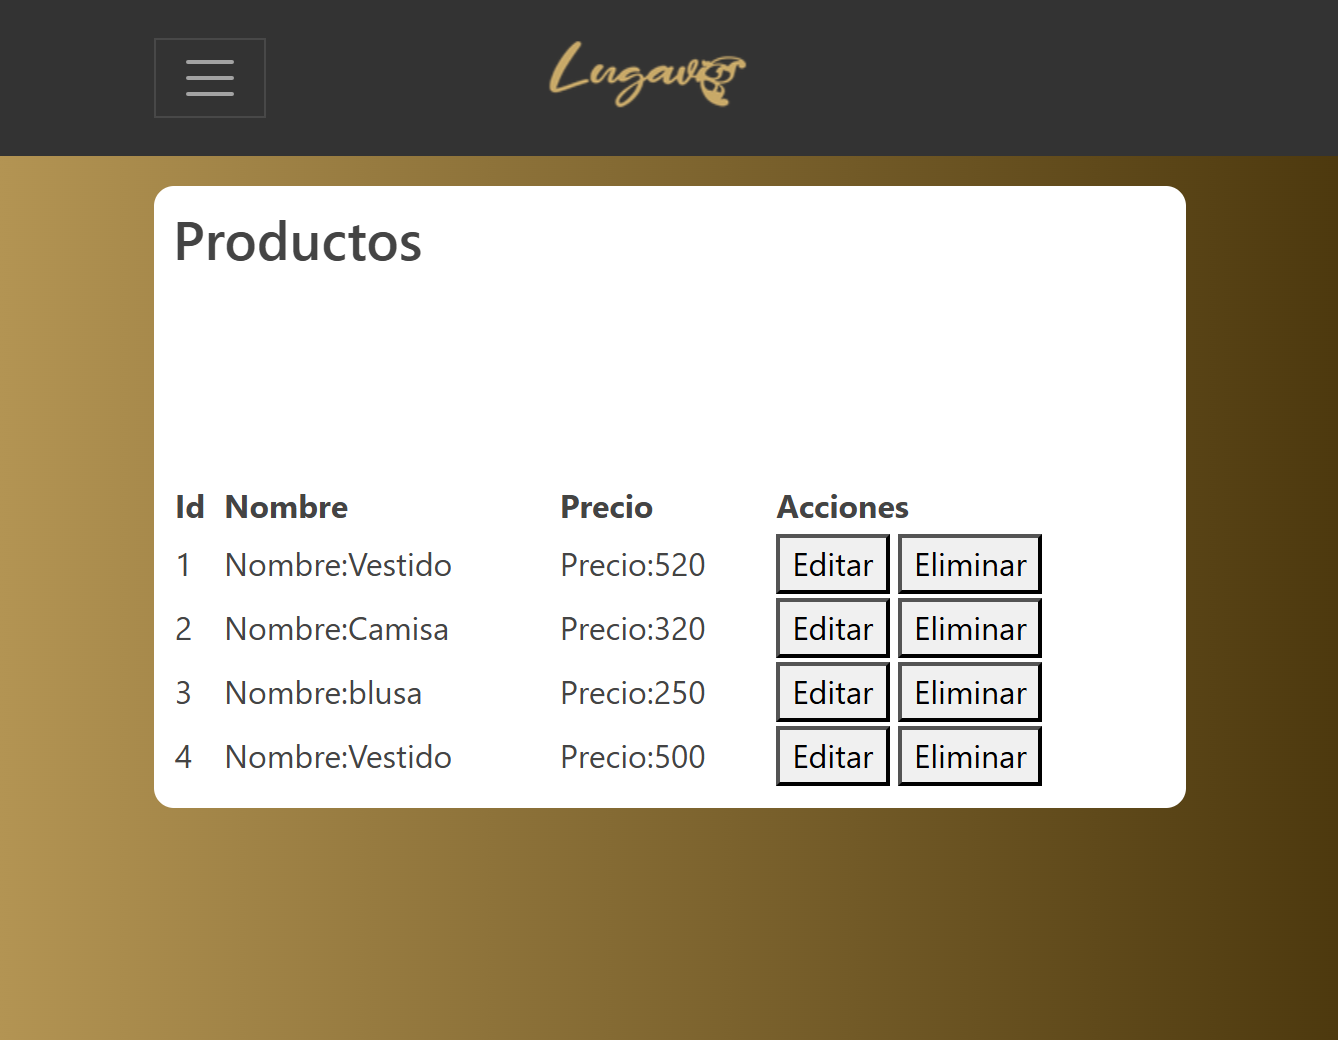 Lugavo
Productos
Id Nombre Precio Acciones
1 Nombre:Vestido Precio:520 Editar Eliminar
2 Nombre:Camisa Precio:320 Editar Eliminar
3 Nombre:blusa Precio:250 Editar Eliminar
4 Nombre:Vestido Precio:500 Editar Eliminar